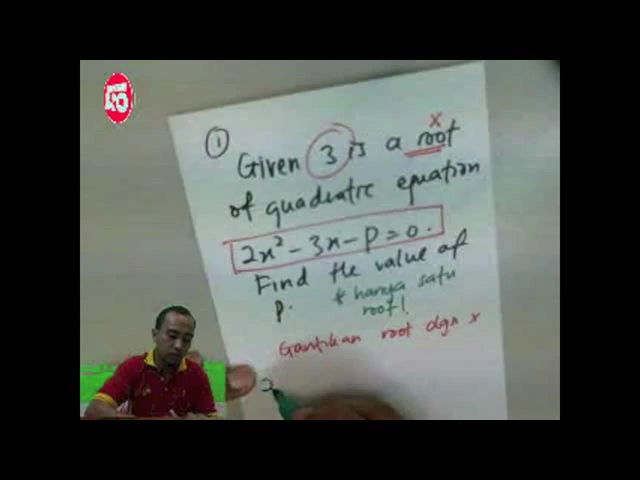 ①
x
Given 3 is a root
of quadratic equation
2x² - 3x - p = 0.
Find the value of
p. * hanya satu
root!
Gantikan root dgn x
2